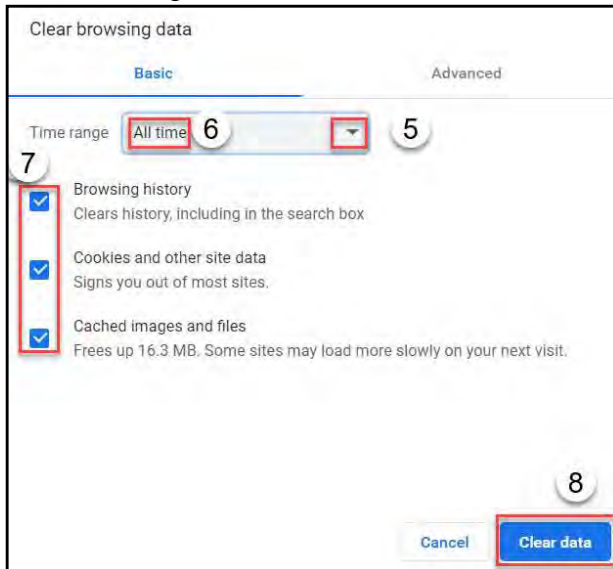 Clear browsing data
Basic Advanced
Time range All time 6 5
7
Browsing history
Clears history, including in the search box
Cookies and other site data
Signs you out of most sites.
Cached images and files
Frees up 16.3 MB. Some sites may load more slowly on your next visit.
8
Cancel Clear data